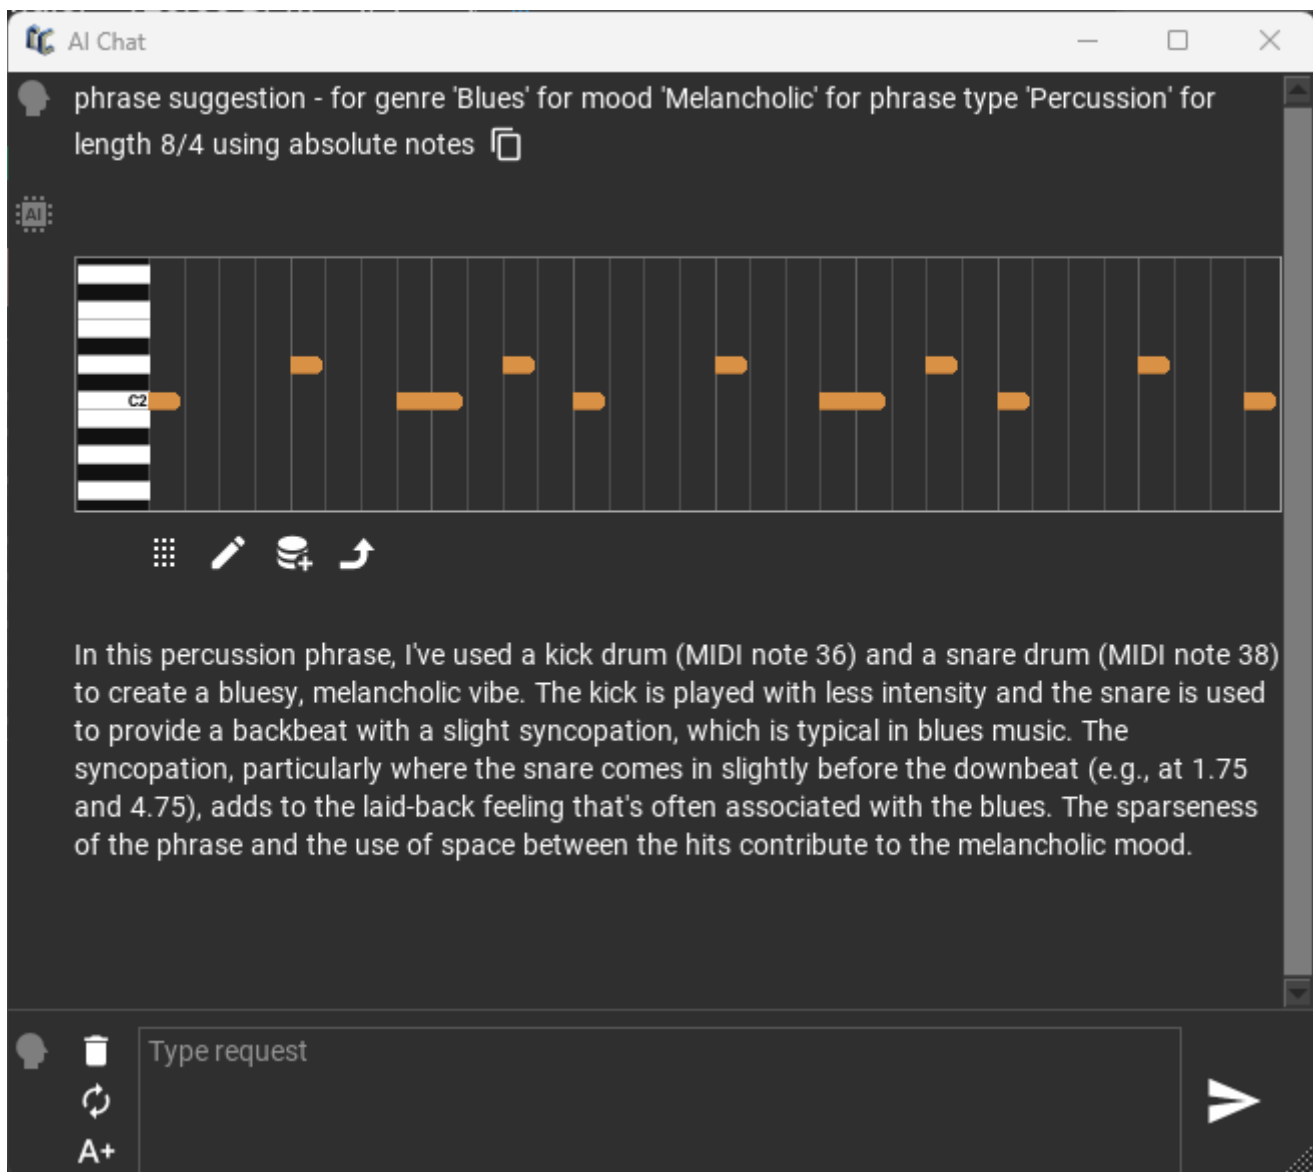 AI Chat
phrase suggestion - for genre 'Blues' for mood 'Melancholic' for phrase type 'Percussion' for
length 8/4 using absolute notes
AI
C2
In this percussion phrase, I've used a kick drum (MIDI note 36) and a snare drum (MIDI note 38)
to create a bluesy, melancholic vibe. The kick is played with less intensity and the snare is used
to provide a backbeat with a slight syncopation, which is typical in blues music. The
syncopation, particularly where the snare comes in slightly before the downbeat (e.g., at 1.75
and 4.75), adds to the laid-back feeling that's often associated with the blues. The sparseness
of the phrase and the use of space between the hits contribute to the melancholic mood.
Type request
A+